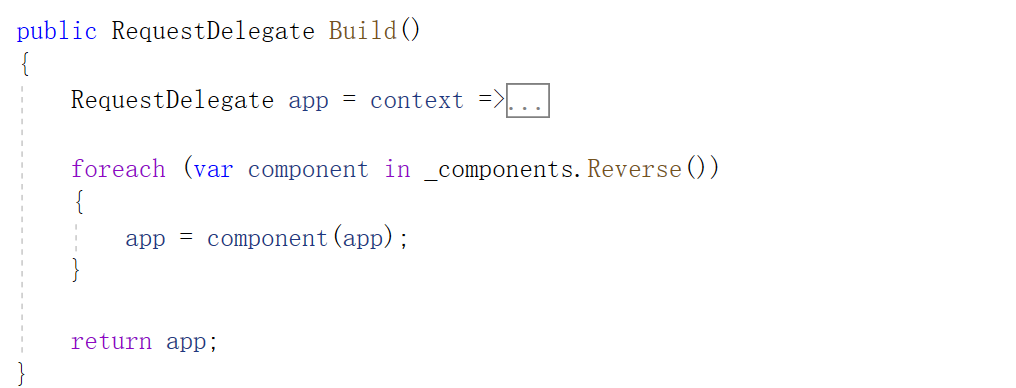 public RequestDelegate Build()
{
RequestDelegate app = context =>...
foreach (var component in _components.Reverse())
{
app = component(app);
}
return app;
}